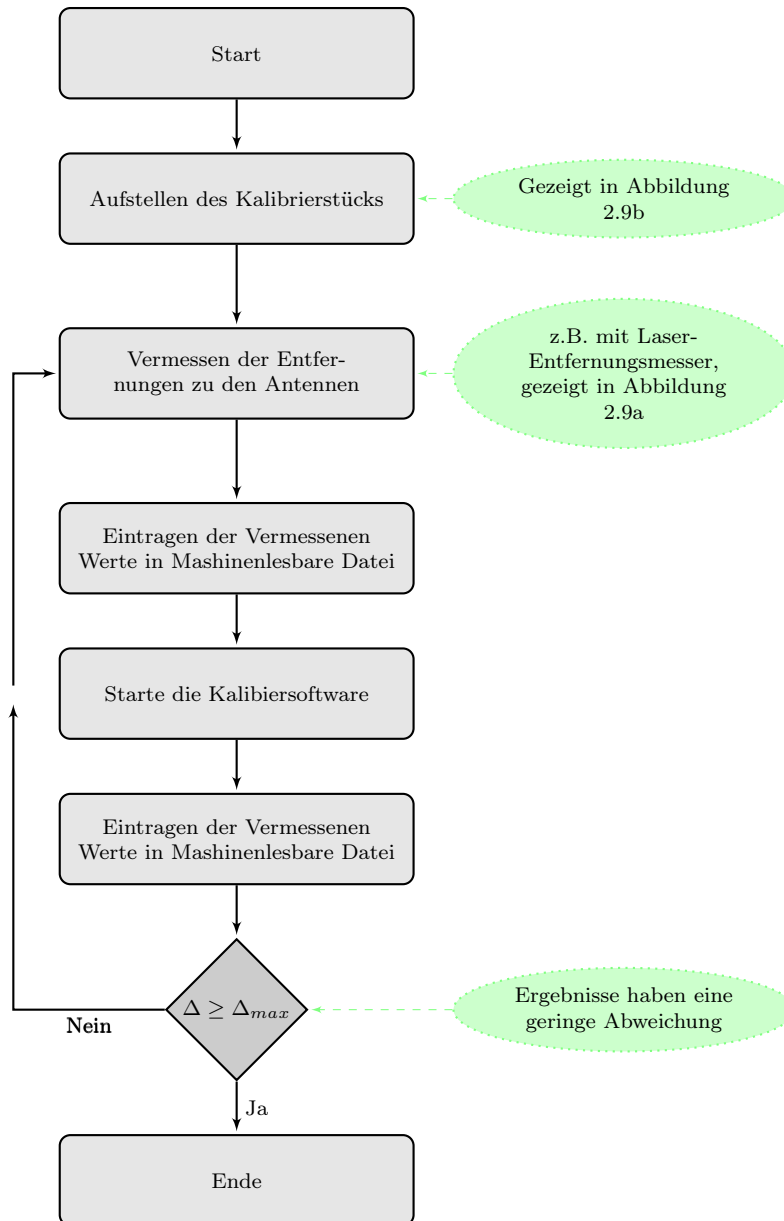 Start
Aufstellen des Kalibrierstücks
Gezeigt in Abbildung
2.9b
Vermessen der Entfer-
nungen zu den Antennen
z.B. mit Laser-
Entfernungsmesser,
gezeigt in Abbildung
2.9a
Eintragen der Vermessenen
Werte in Mashinenlesbare Datei
Starte die Kalibiersoftware
Eintragen der Vermessenen
Werte in Mashinenlesbare Datei
Δ ≥ Δmax
Ergebnisse haben eine
geringe Abweichung
Nein
Ja
Ende